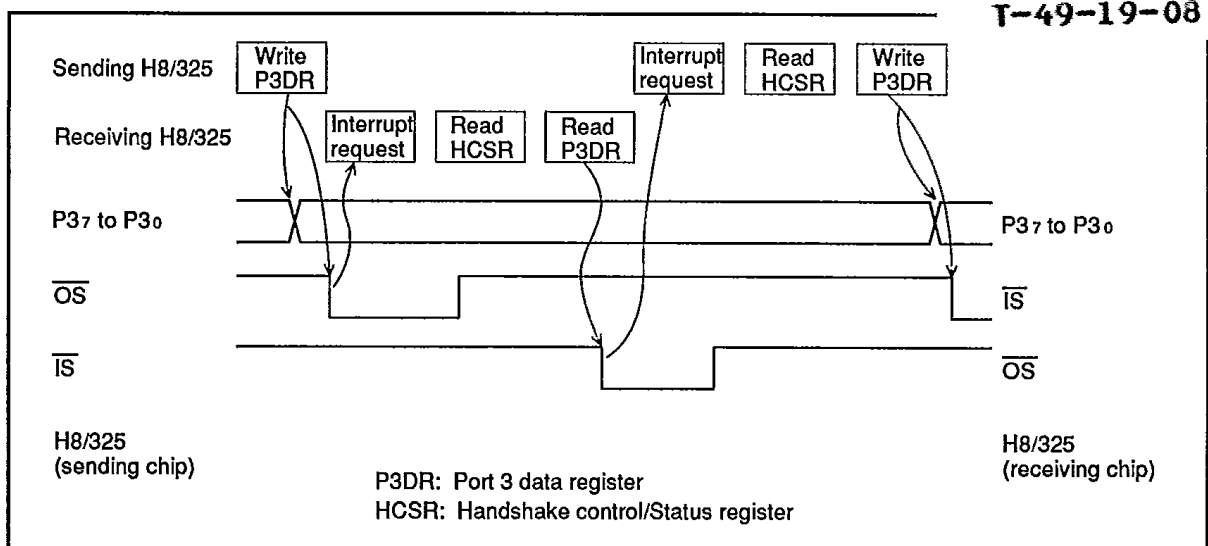 T-49-19-08
Sending H8/325
Write
P3DR
Interrupt
request
Read
HCSR
Write
P3DR
Receiving H8/325
Interrupt
request
Read
HCSR
Read
P3DR
P37 to P30
P37 to P30
OS
IS
IS
OS
H8/325
(sending chip)
H8/325
(receiving chip)
P3DR: Port 3 data register
HCSR: Handshake control/Status register